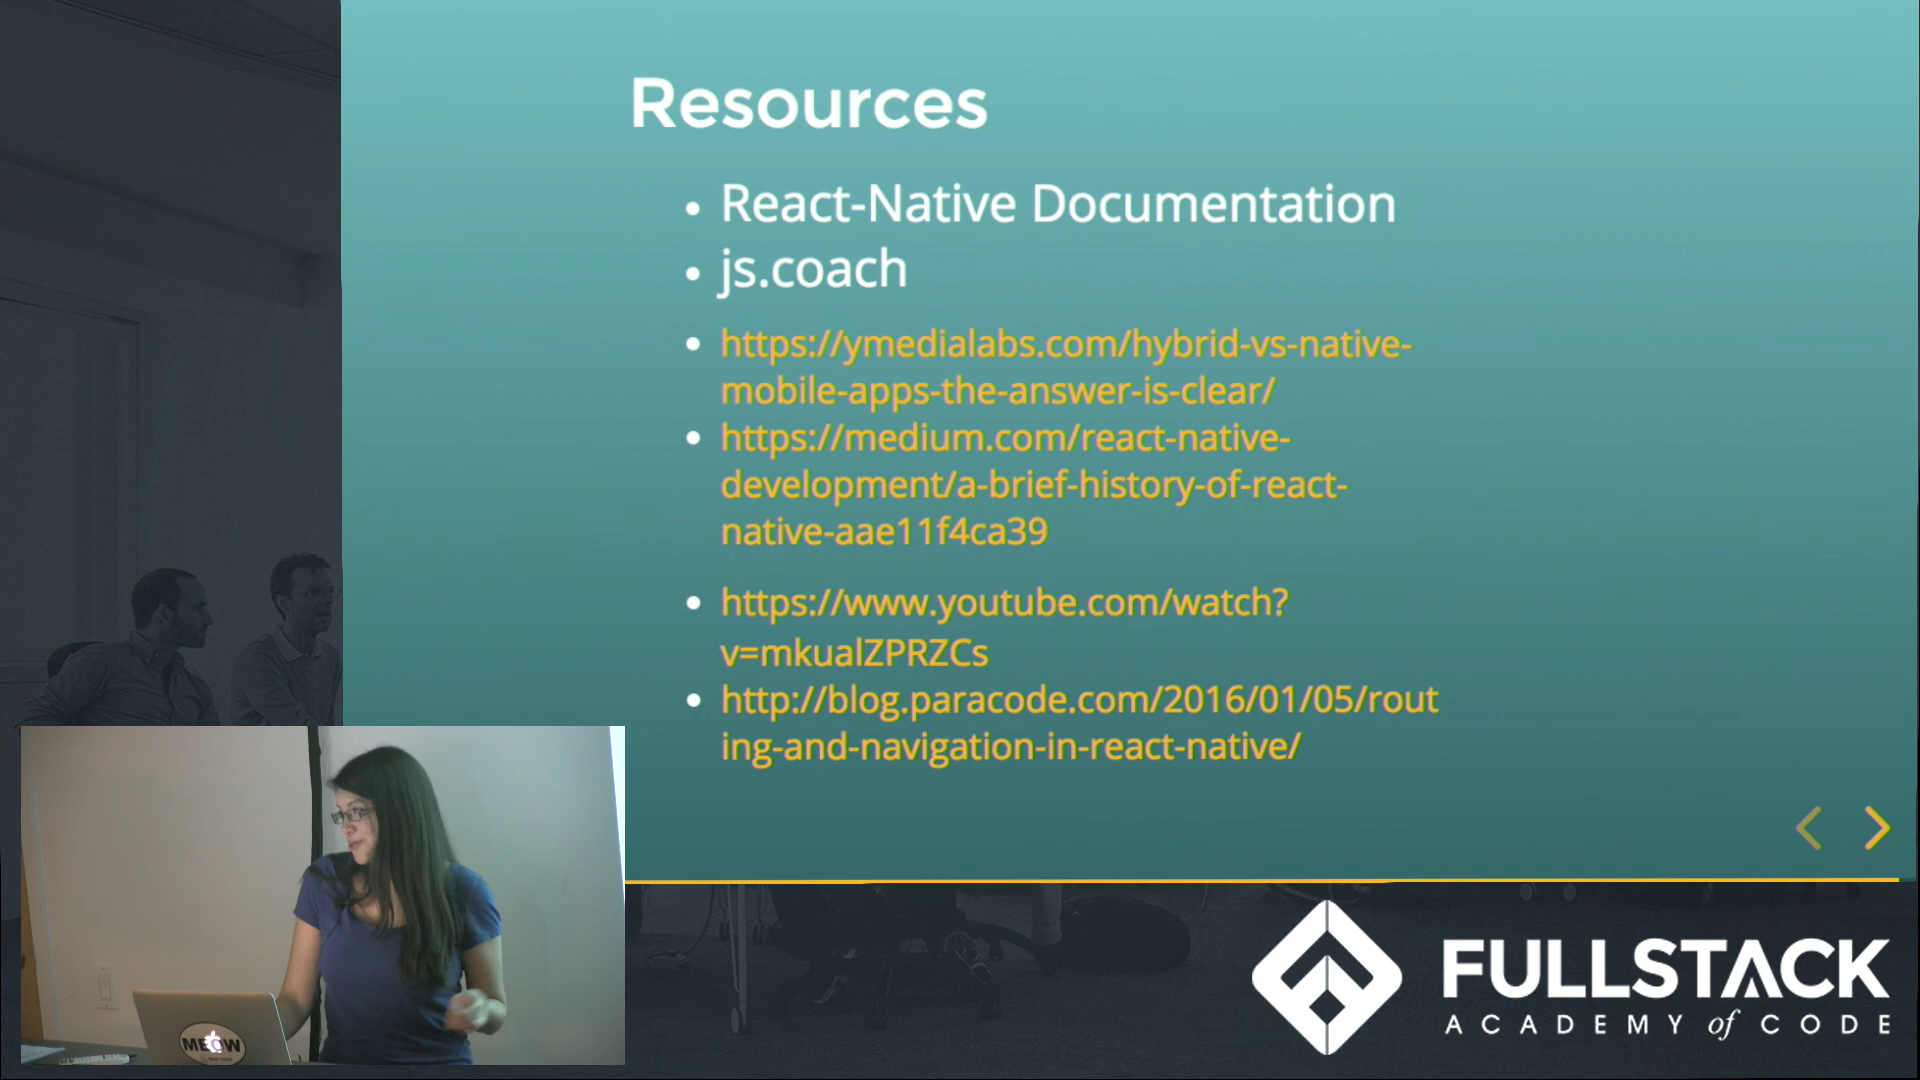 Resources
React-Native Documentation
js.coach
https://ymedialabs.com/hybrid-vs-native-
mobile-apps-the-answer-is-clear/
https://medium.com/react-native-
development/a-brief-history-of-react-
native-aae11f4ca39
https://www.youtube.com/watch?
v=mkualZPRZCs
http://blog.paracode.com/2016/01/05/rout
ing-and-navigation-in-react-native/
MEOW
FULLSTACK
ACADEMY of CODE